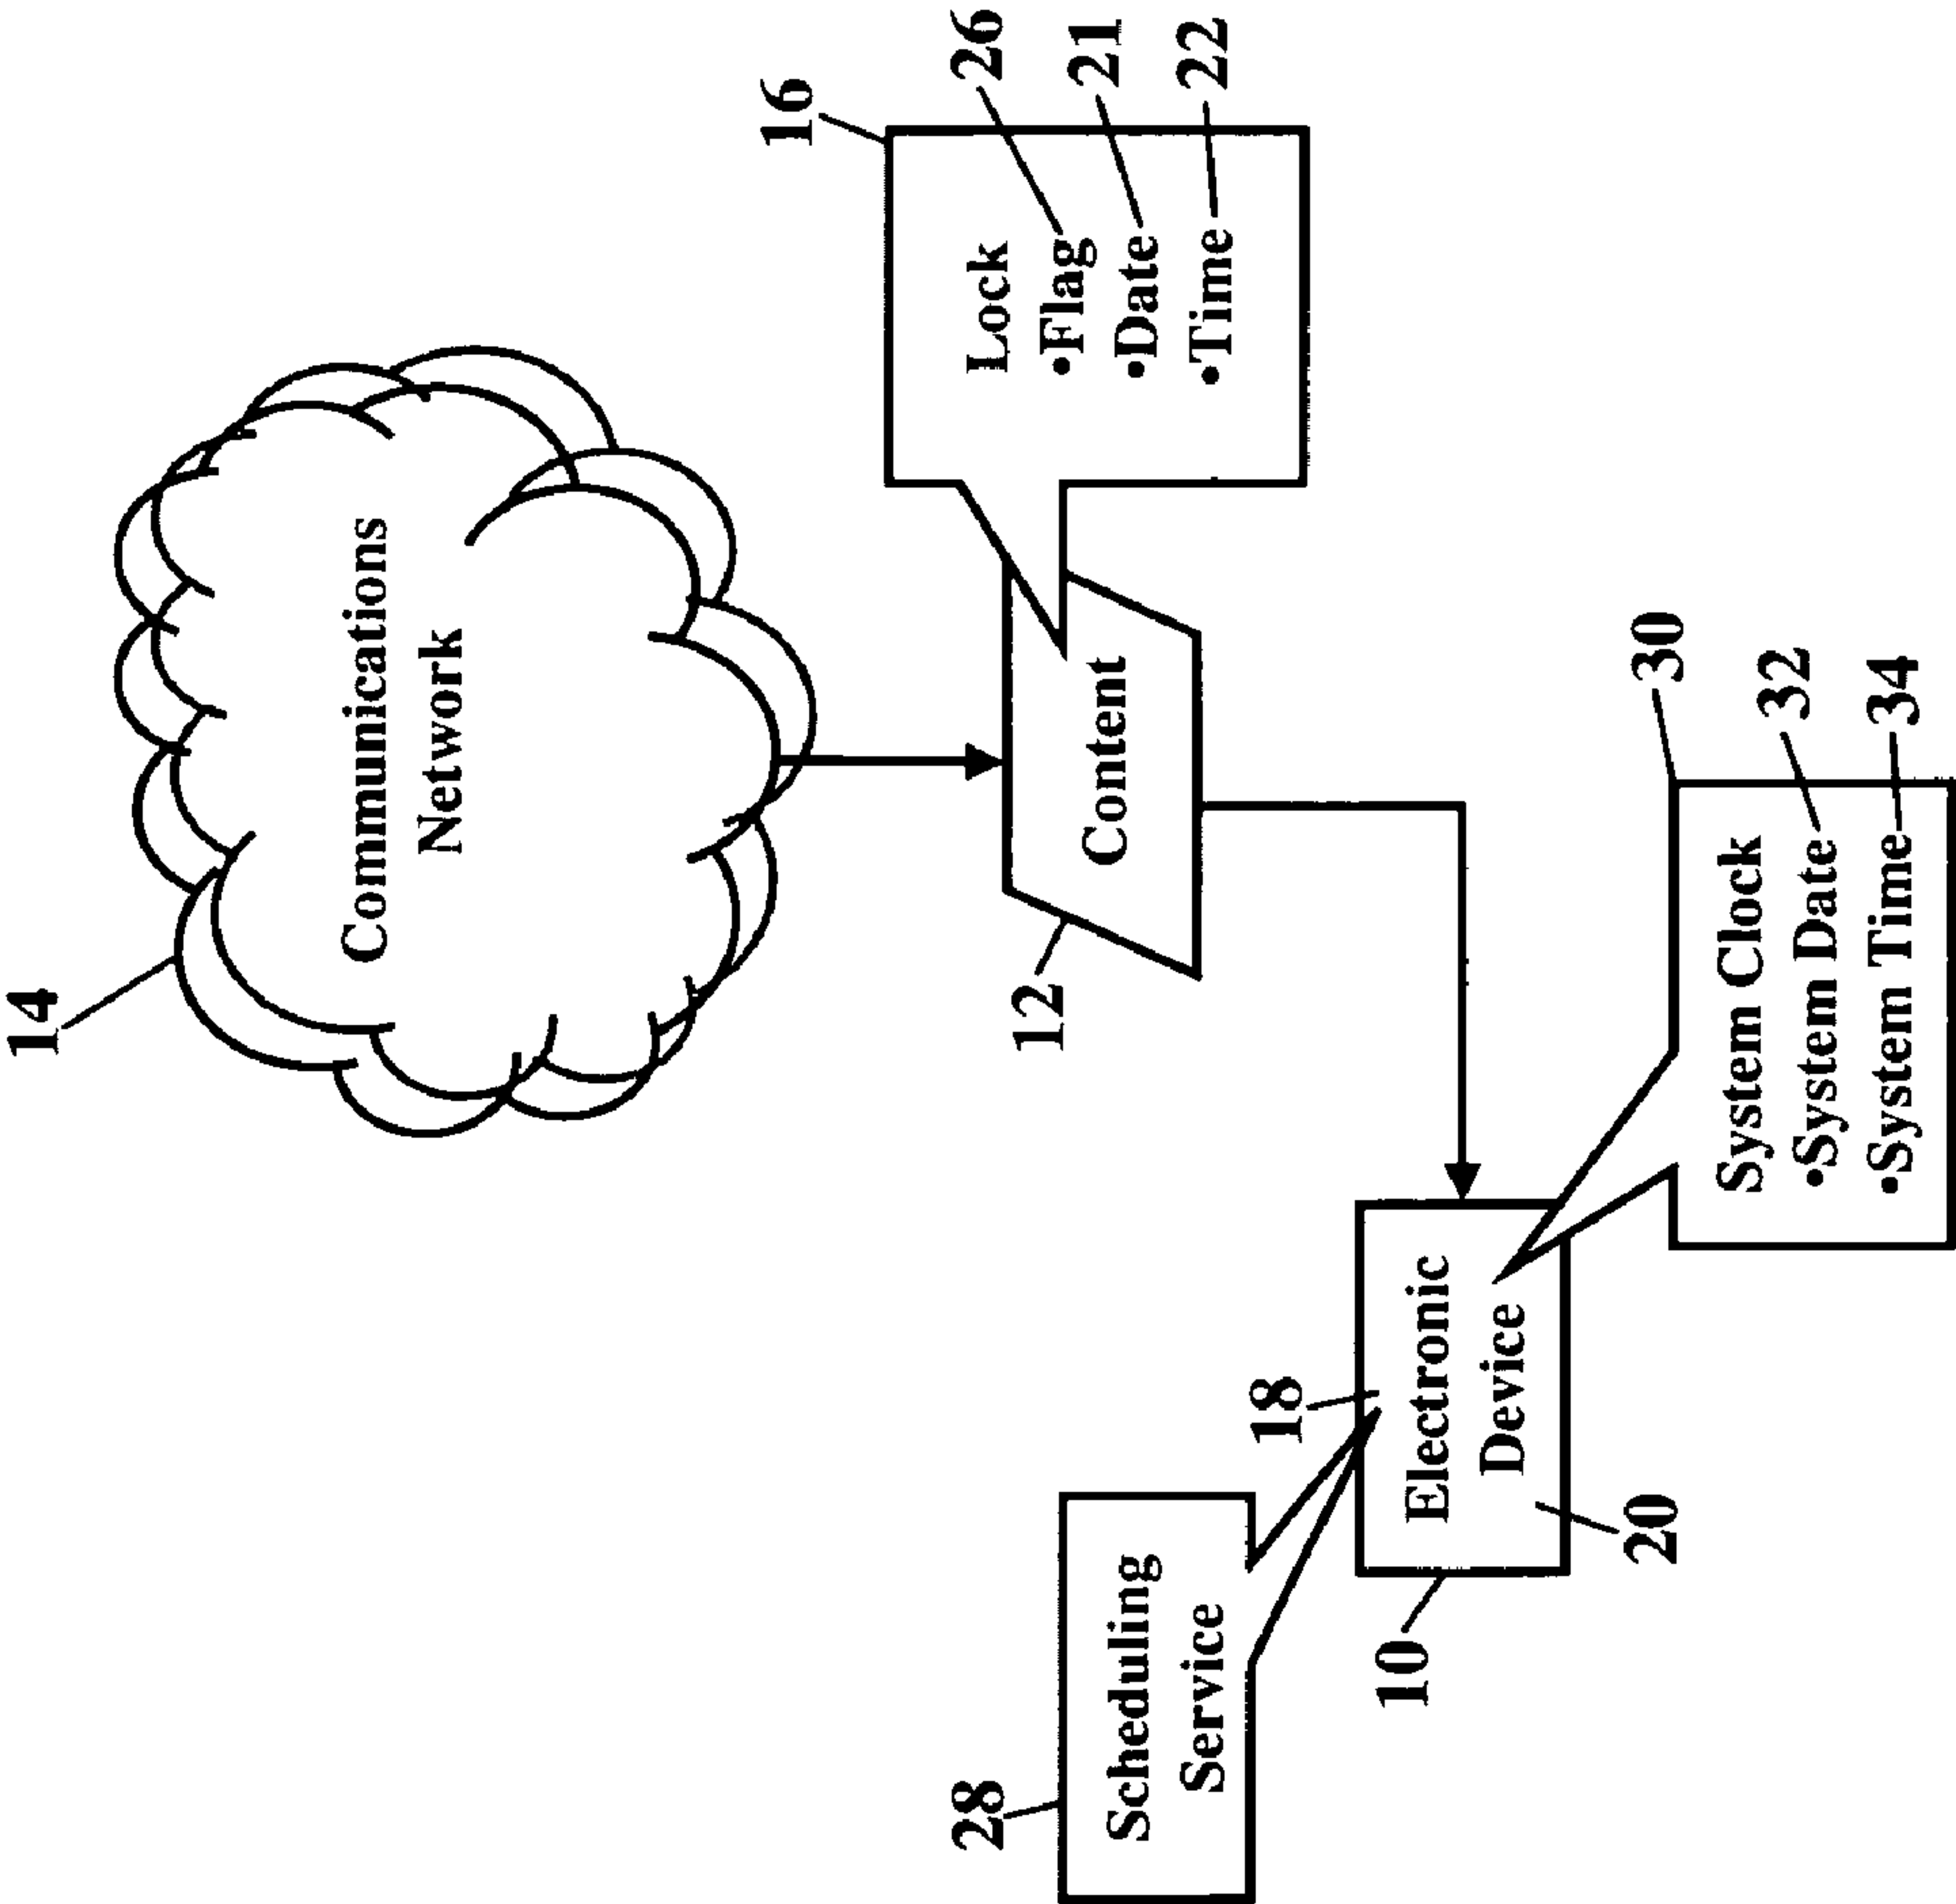 14
Communications
Network
16
Lock
•Flag
•Date
•Time
26
21
22
12
Content
28
Scheduling
Service
18
Electronic
Device
10
20
30
System Clock
•System Date
•System Time
32
34